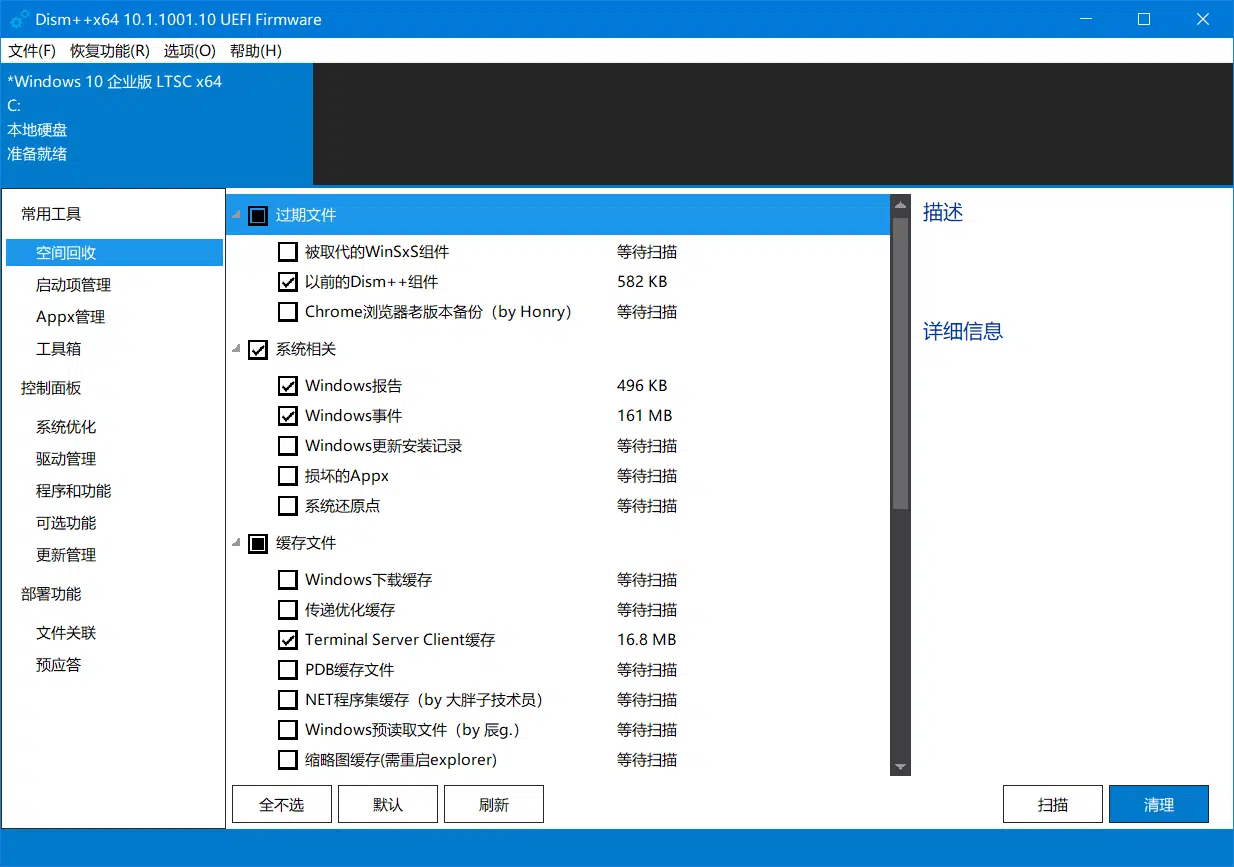 Dism++x64 10.1.1001.10 UEFI Firmware
文件(F) 恢复功能(R) 选项(O) 帮助(H)
*Windows 10 企业版 LTSC x64
C:
本地硬盘
准备就绪
常用工具
空间回收
启动项管理
Appx管理
工具箱
控制面板
系统优化
驱动管理
程序和功能
可选功能
更新管理
部署功能
文件关联
预应答
过期文件
被取代的WinSxS组件 等待扫描
以前的Dism++组件 582 KB
Chrome浏览器老版本备份（by Honry） 等待扫描
系统相关
Windows报告 496 KB
Windows事件 161 MB
Windows更新安装记录 等待扫描
损坏的Appx 等待扫描
系统还原点 等待扫描
缓存文件
Windows下载缓存 等待扫描
传递优化缓存 等待扫描
Terminal Server Client缓存 16.8 MB
PDB缓存文件 等待扫描
NET程序集缓存（by 大胖子技术员） 等待扫描
Windows预读取文件（by 辰g.） 等待扫描
缩略图缓存(需重启explorer) 等待扫描
描述
详细信息
全不选 默认 刷新 扫描 清理